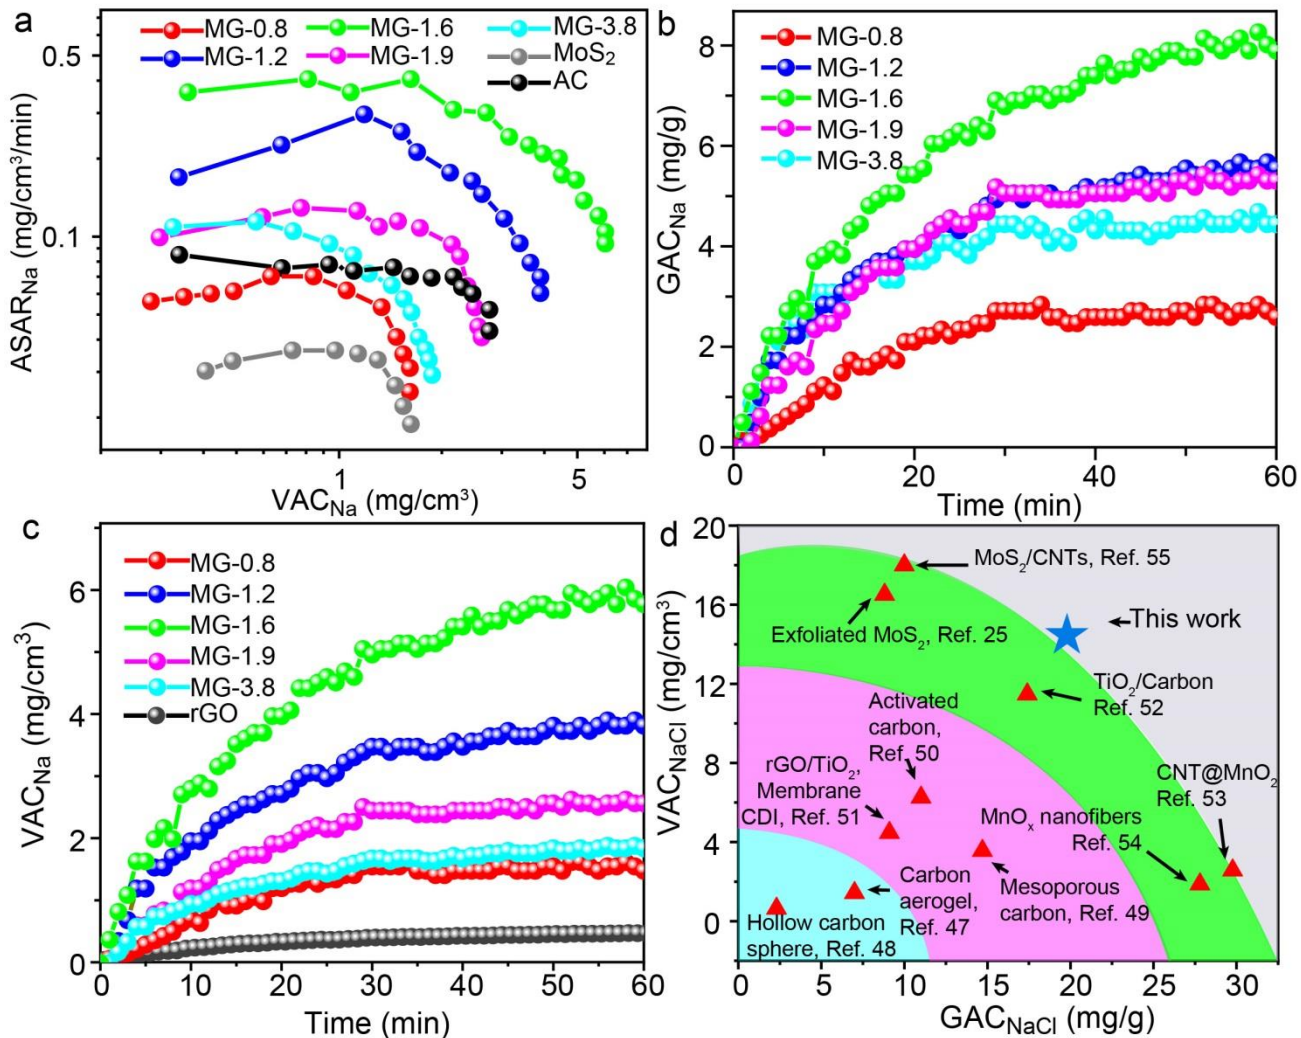 a
MG-0.8 MG-1.6 MG-3.8
MG-1.2 MG-1.9 MoS₂
AC
0.5
0.1
ASAR_Na (mg/cm³/min)
1 5
VAC_Na (mg/cm³)
b
MG-0.8
MG-1.2
MG-1.6
MG-1.9
MG-3.8
8
6
4
2
0
GAC_Na (mg/g)
0 20 40 60
Time (min)
c
MG-0.8
MG-1.2
MG-1.6
MG-1.9
MG-3.8
rGO
6
4
2
0
VAC_Na (mg/cm³
0 10 20 30 40 50 60
Time (min)
d
20
16
12
8
4
0
VAC_NaCl (mg/cm³)
MoS₂/CNTs, Ref. 55
Exfoliated MoS₂, Ref. 25
This work
TiO₂/Carbon
Ref. 52
Activated
carbon,
Ref. 50
rGO/TiO₂,
Membrane
CDI, Ref. 51
CNT@MnO₂
Ref. 53
MnOₓ nanofibers
Ref. 54
Carbon
aerogel,
Ref. 47
Mesoporous
carbon, Ref. 49
Hollow carbon
sphere, Ref. 48
0 5 10 15 20 25 30
GAC_NaCl (mg/g)